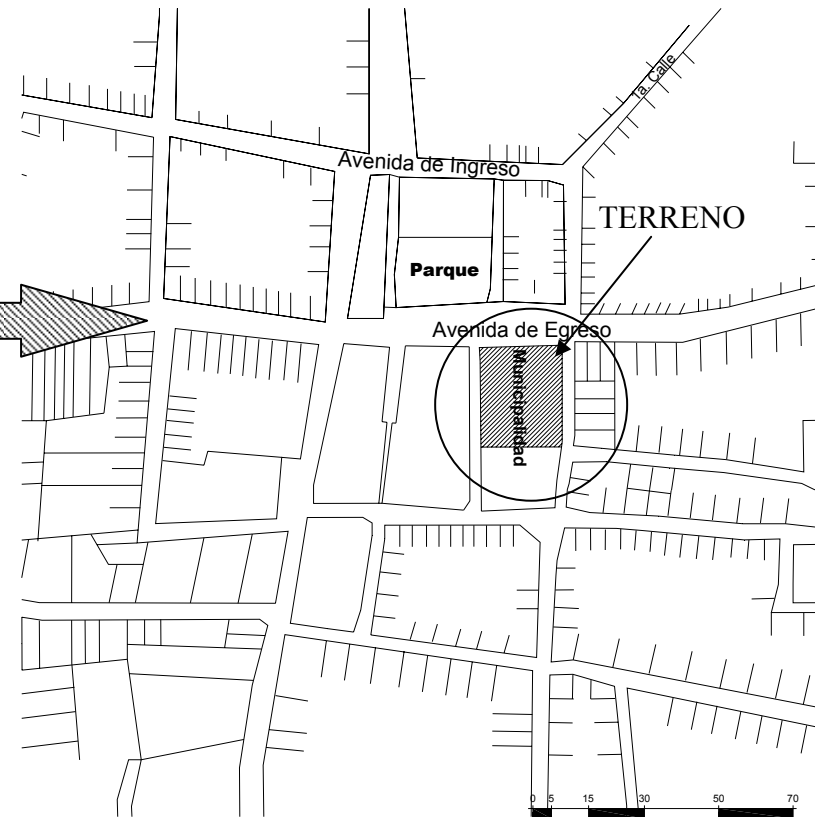 1a. Calle
Avenida de Ingreso
TERRENO
Parque
Avenida de Egreso
Municipalidad
0 5 15 30 50 70